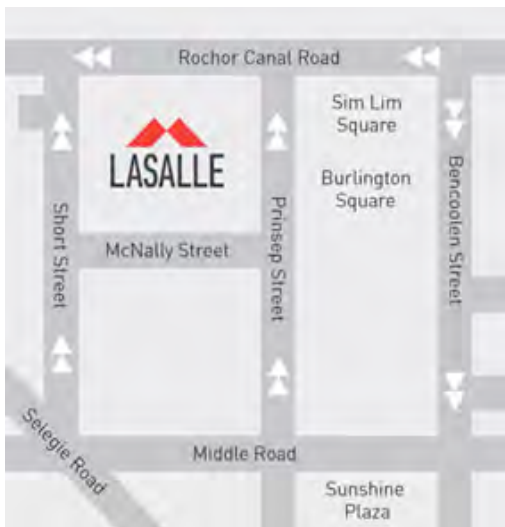 Rochor Canal Road
Sim Lim
Square
LASALLE
Burlington
Square
Bencoolen Street
Short Street
Prinsep Street
McNally Street
Selegie Road
Middle Road
Sunshine
Plaza